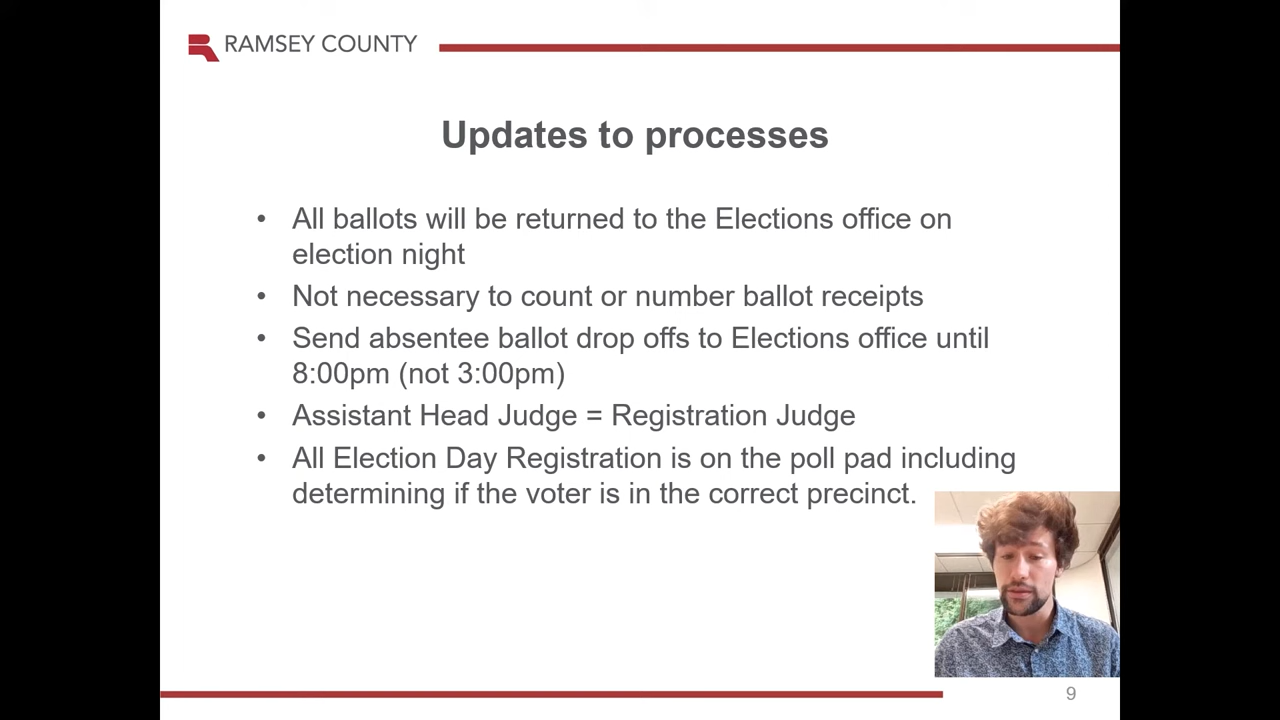 RAMSEY COUNTY
Updates to processes
• All ballots will be returned to the Elections office on
election night
• Not necessary to count or number ballot receipts
• Send absentee ballot drop offs to Elections office until
8:00pm (not 3:00pm)
• Assistant Head Judge = Registration Judge
• All Election Day Registration is on the poll pad including
determining if the voter is in the correct precinct.
9